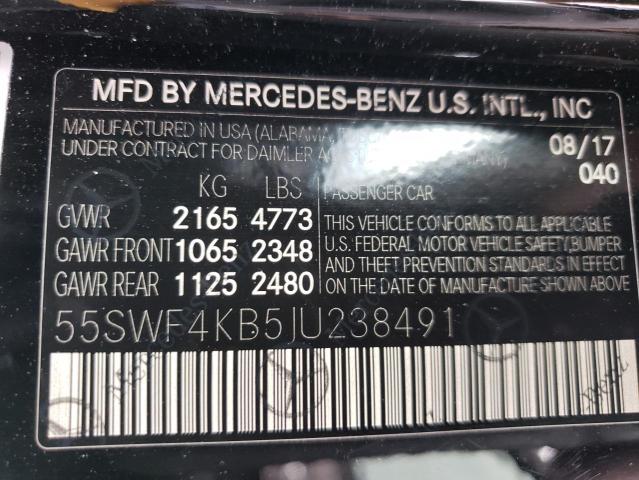 MFD BY MERCEDES-BENZ U.S. INTL., INC
MANUFACTURED IN USA (ALABAMA,
UNDER CONTRACT FOR DAIMLER
08/17
040
KG LBS
PASSENGER CAR
GVWR 2165 4773
GAWR FRONT 1065 2348
GAWR REAR 1125 2480
THIS VEHICLE CONFORMS TO ALL APPLICABLE
U.S. FEDERAL MOTOR VEHICLE SAFETY,BUMPER
AND THEFT PREVENTION STANDARDS IN EFFECT
ON THE DATE OF MANUFACTURE SHOWN ABOVE
55SWF4KB5JU238491